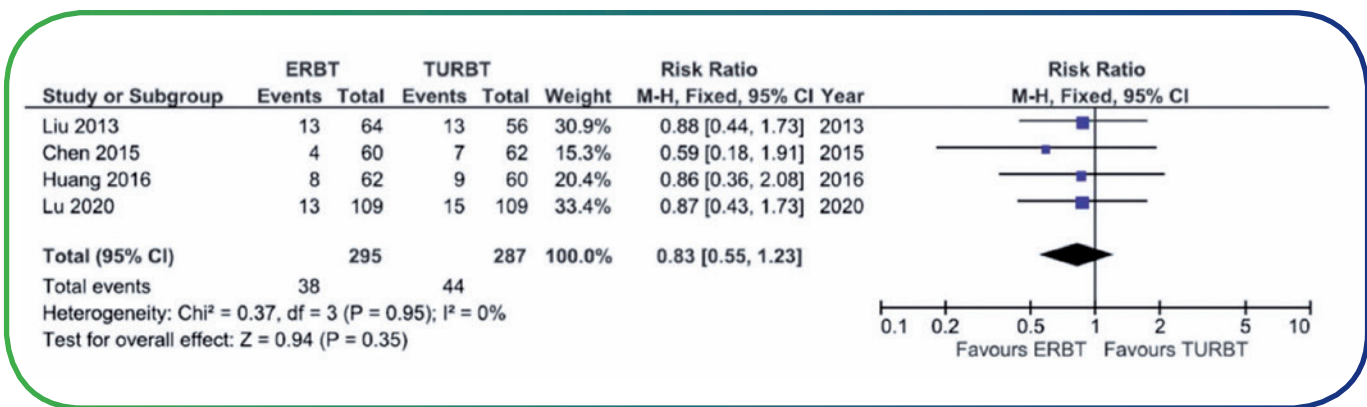 ERBT TURBT Risk Ratio Risk Ratio
Study or Subgroup Events Total Events Total Weight M-H, Fixed, 95% CI Year M-H, Fixed, 95% CI
Liu 2013 13 64 13 56 30.9% 0.88 [0.44, 1.73] 2013
Chen 2015 4 60 7 62 15.3% 0.59 [0.18, 1.91] 2015
Huang 2016 8 62 9 60 20.4% 0.86 [0.36, 2.08] 2016
Lu 2020 13 109 15 109 33.4% 0.87 [0.43, 1.73] 2020
Total (95% CI) 295 287 100.0% 0.83 [0.55, 1.23]
Total events 38 44
Heterogeneity: Chi² = 0.37, df = 3 (P = 0.95); I² = 0%
Test for overall effect: Z = 0.94 (P = 0.35)
0.1 0.2 0.5 1 2 5 10
Favours ERBT Favours TURBT